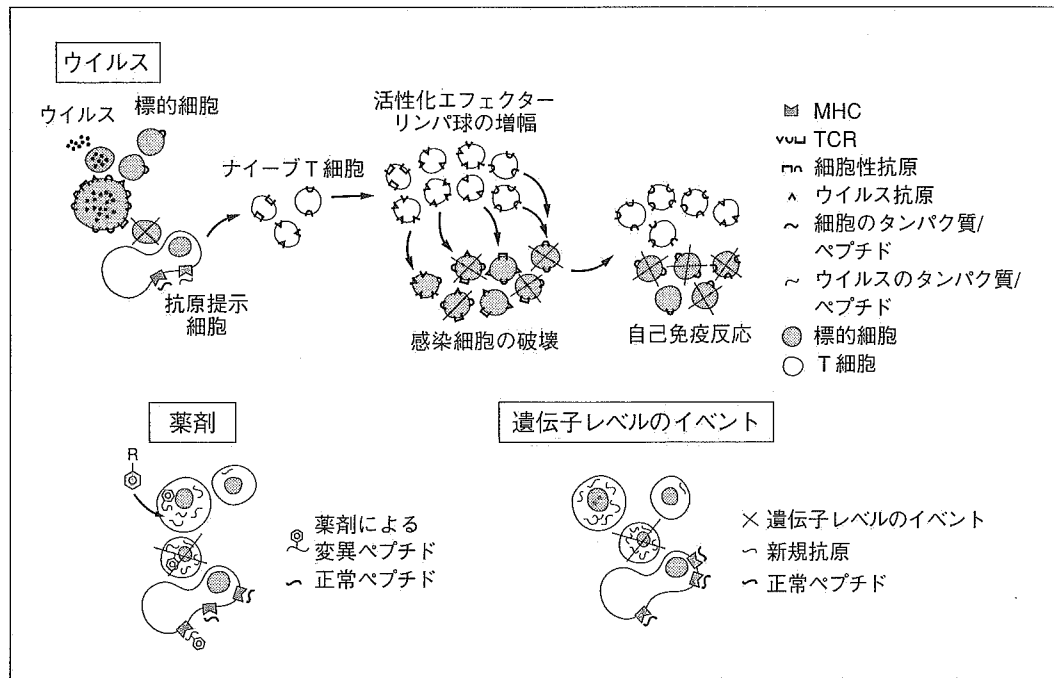 ウイルス
ウイルス
標的細胞
ナイーブT細胞
活性化エフェクター
リンパ球の増幅
抗原提示
細胞
感染細胞の破壊
自己免疫反応
MHC
TCR
細胞性抗原
ウイルス抗原
細胞のタンパク質/
ペプチド
ウイルスのタンパク質/
ペプチド
標的細胞
T細胞
薬剤
R
薬剤による
変異ペプチド
正常ペプチド
遺伝子レベルのイベント
遺伝子レベルのイベント
新規抗原
正常ペプチド